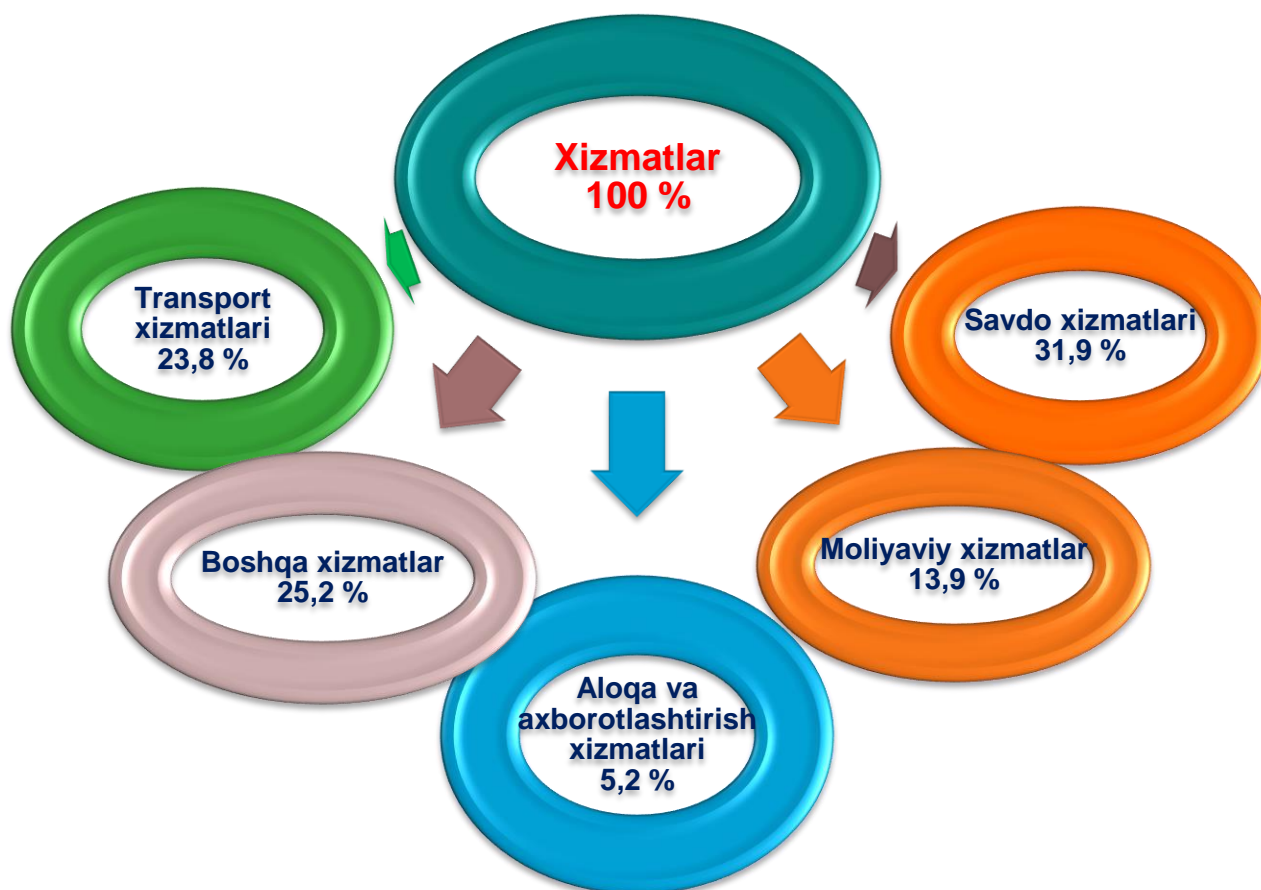 Xizmatlar
100 %
Transport
xizmatlari
23,8 %
Savdo xizmatlari
31,9 %
Boshqa xizmatlar
25,2 %
Moliyaviy xizmatlar
13,9 %
Aloqa va
axborotlashtirish
xizmatlari
5,2 %